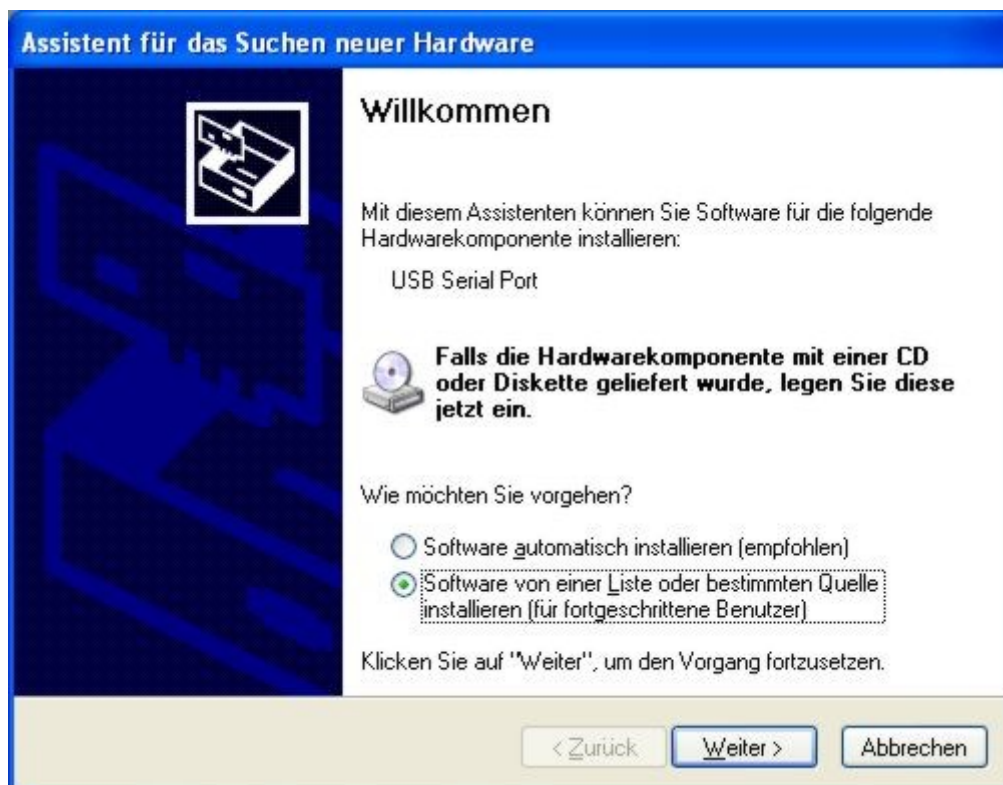 Assistent für das Suchen neuer Hardware
Willkommen
Mit diesem Assistenten können Sie Software für die folgende
Hardwarekomponente installieren:
USB Serial Port
Falls die Hardwarekomponente mit einer CD
oder Diskette geliefert wurde, legen Sie diese
jetzt ein.
Wie möchten Sie vorgehen?
Software automatisch installieren (empfohlen)
Software von einer Liste oder bestimmten Quelle
installieren (für fortgeschrittene Benutzer)
Klicken Sie auf "Weiter", um den Vorgang fortzusetzen.
< Zurück Weiter > Abbrechen